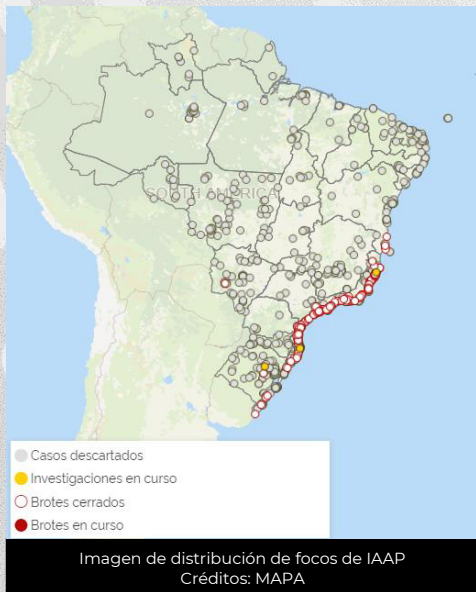 SOUTH AMERICA
Casos descartados
Investigaciones en curso
Brotes cerrados
Brotes en curso
Imagen de distribución de focos de IAAP
Créditos: MAPA